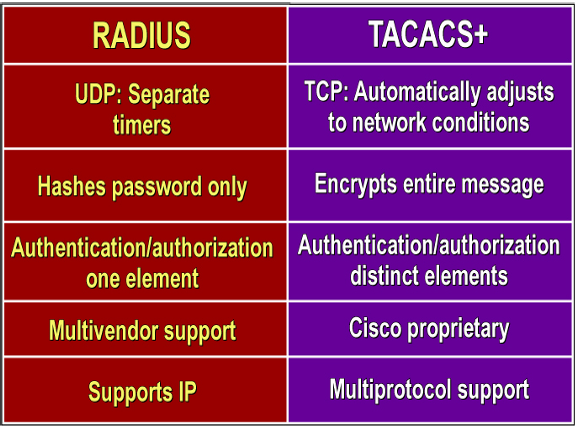 RADIUS
TACACS+
UDP: Separate
timers
TCP: Automatically adjusts
to network conditions
Hashes password only
Encrypts entire message
Authentication/authorization
one element
Authentication/authorization
distinct elements
Multivendor support
Cisco proprietary
Supports IP
Multiprotocol support